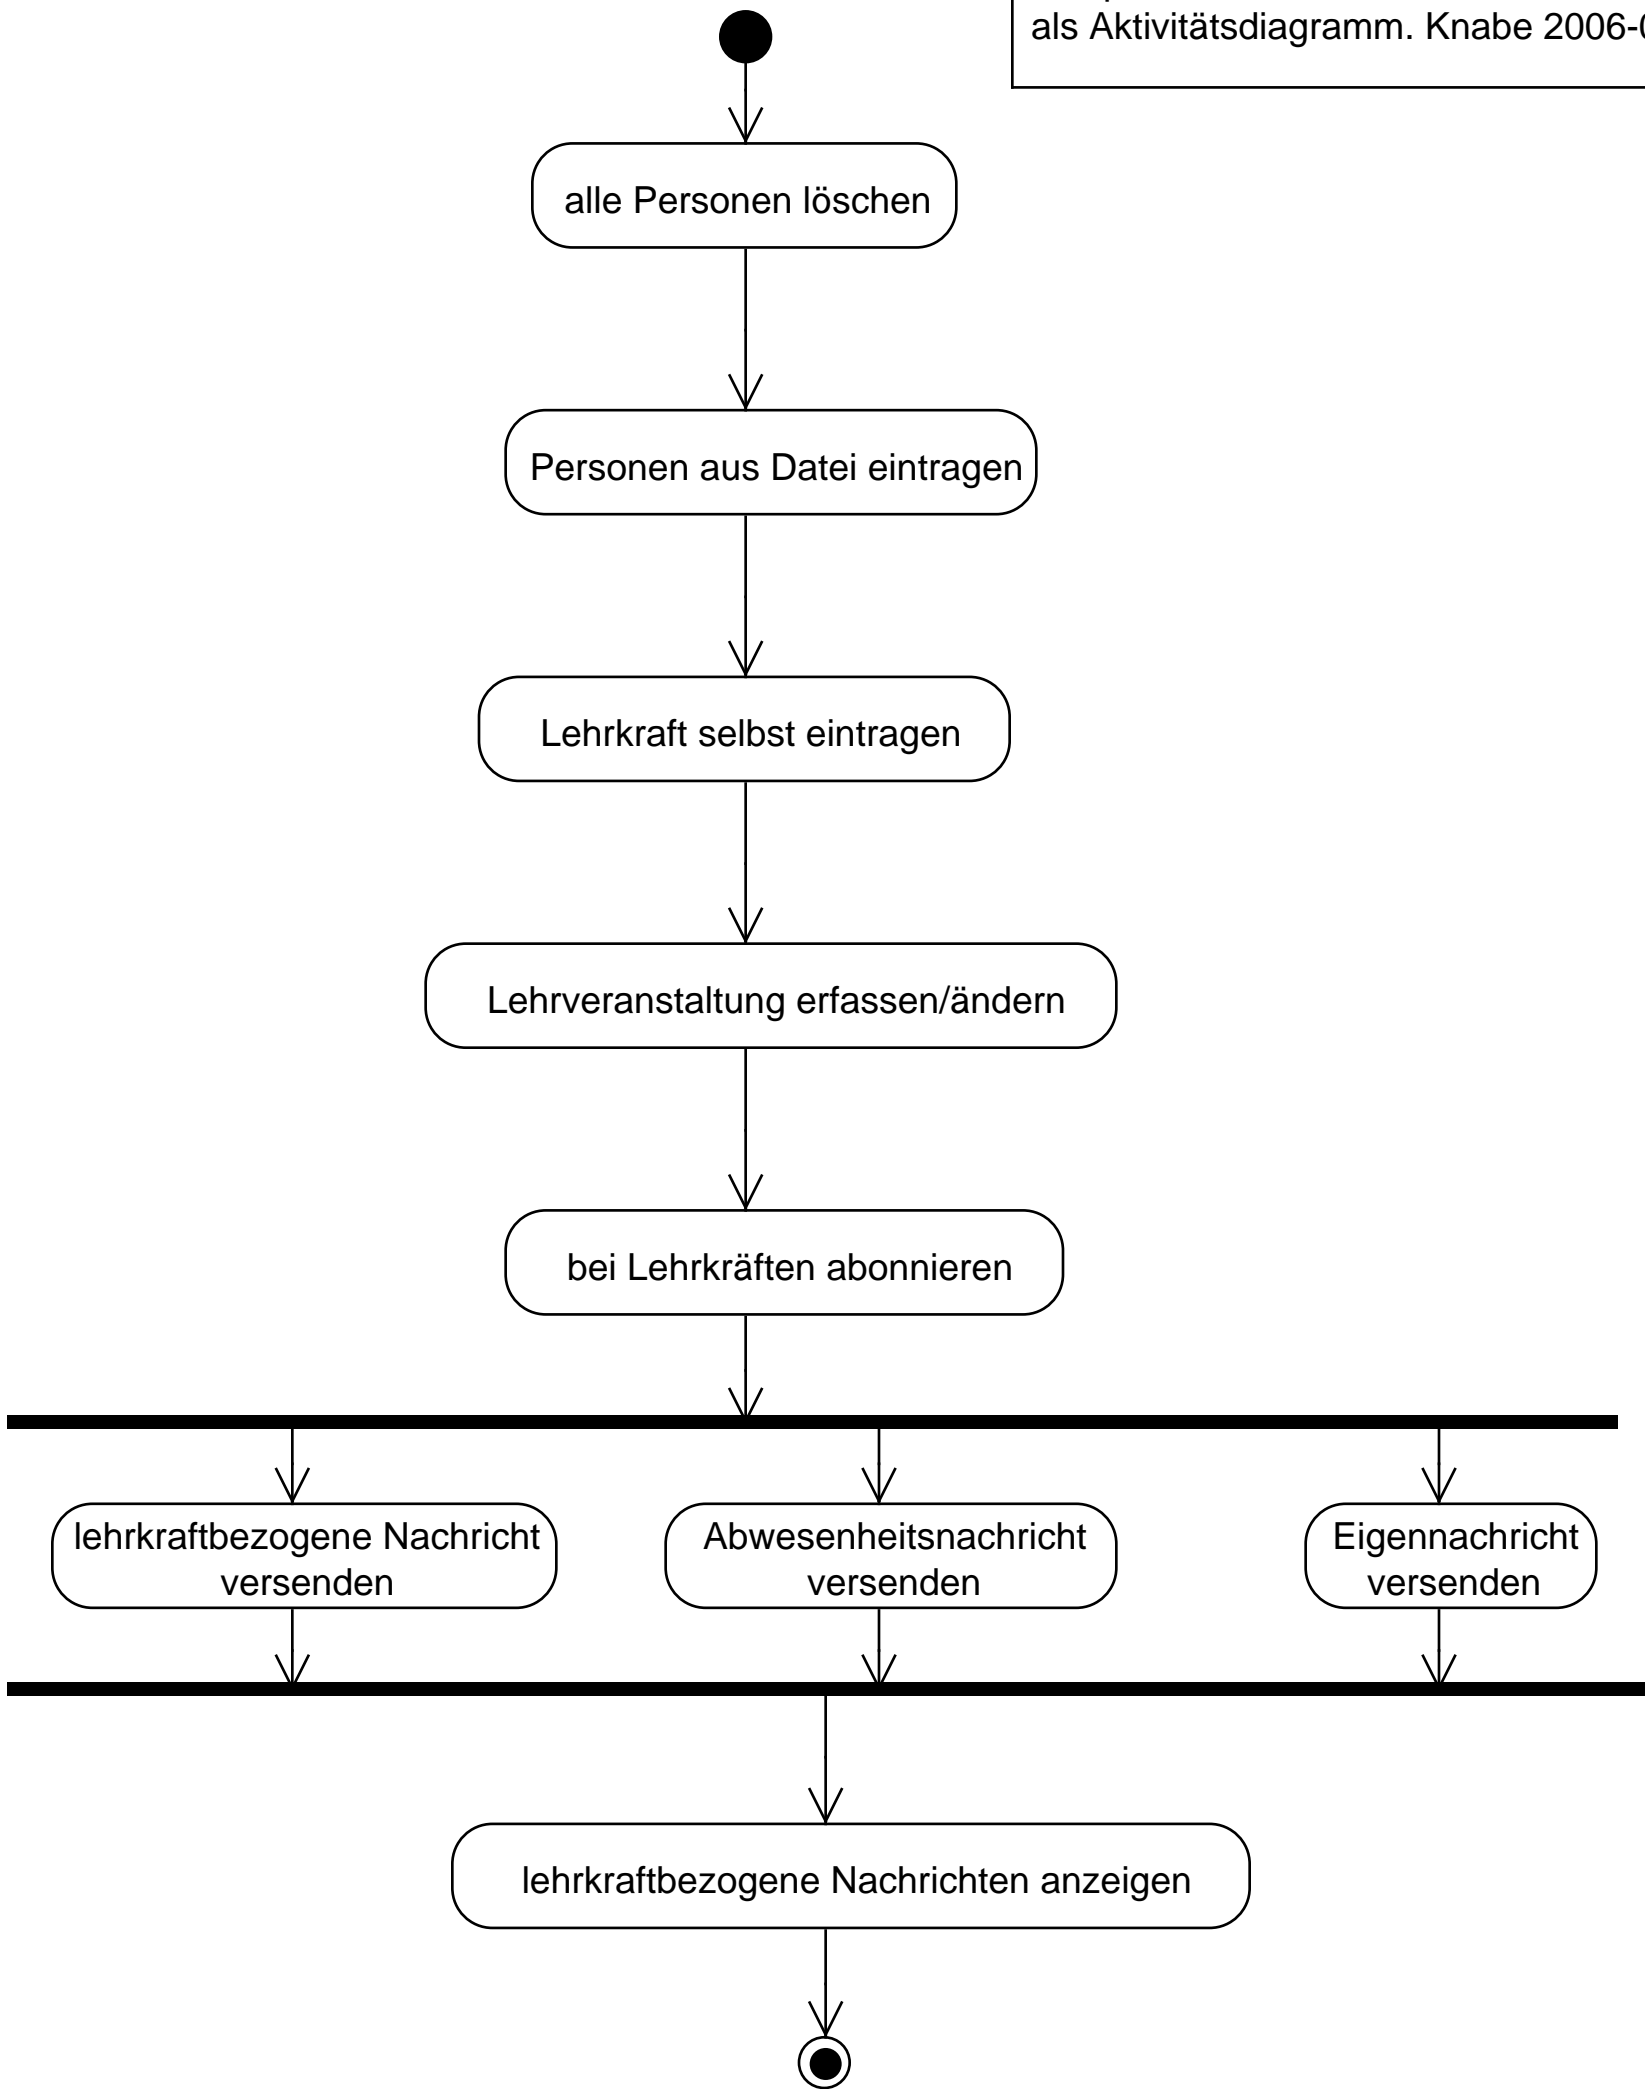 als Aktivitätsdiagramm. Knabe
alle Personen löschen
Personen aus Datei eintragen
Lehrkraft selbst eintragen
Lehrveranstaltung erfassen/ändern
bei Lehrkräften abonnieren
lehrkraftbezogene Nachricht
versenden
Abwesenheitsnachricht
versenden
Eigennachricht
versenden
lehrkraftbezogene Nachrichten anzeigen